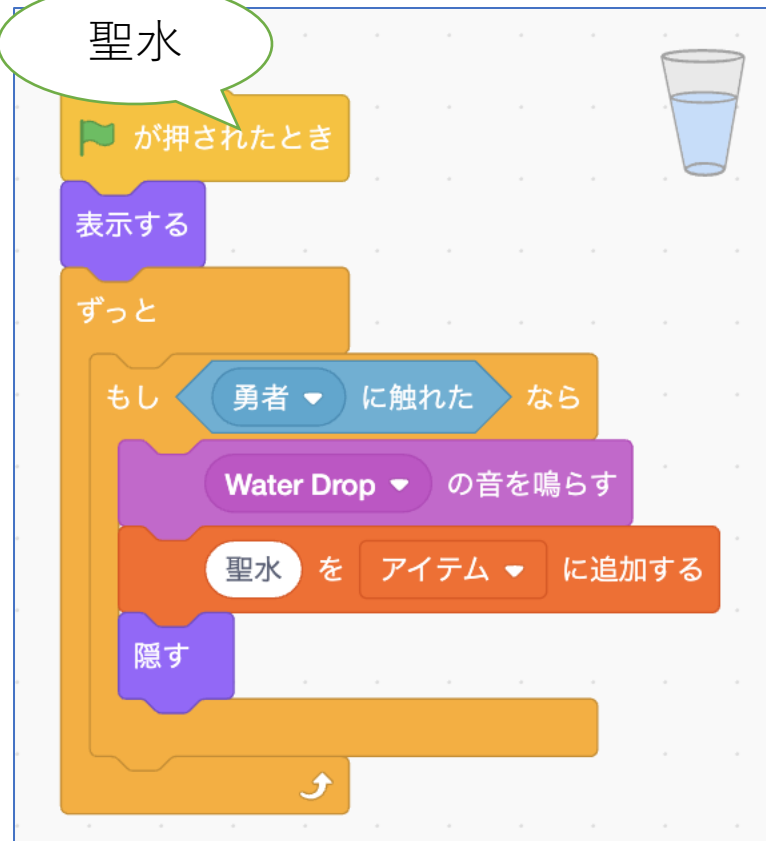 聖水
が押されたとき
表示する
ずっと
もし 勇者 に触れた なら
Water Drop の音を鳴らす
聖水 を アイテム に追加する
隠す